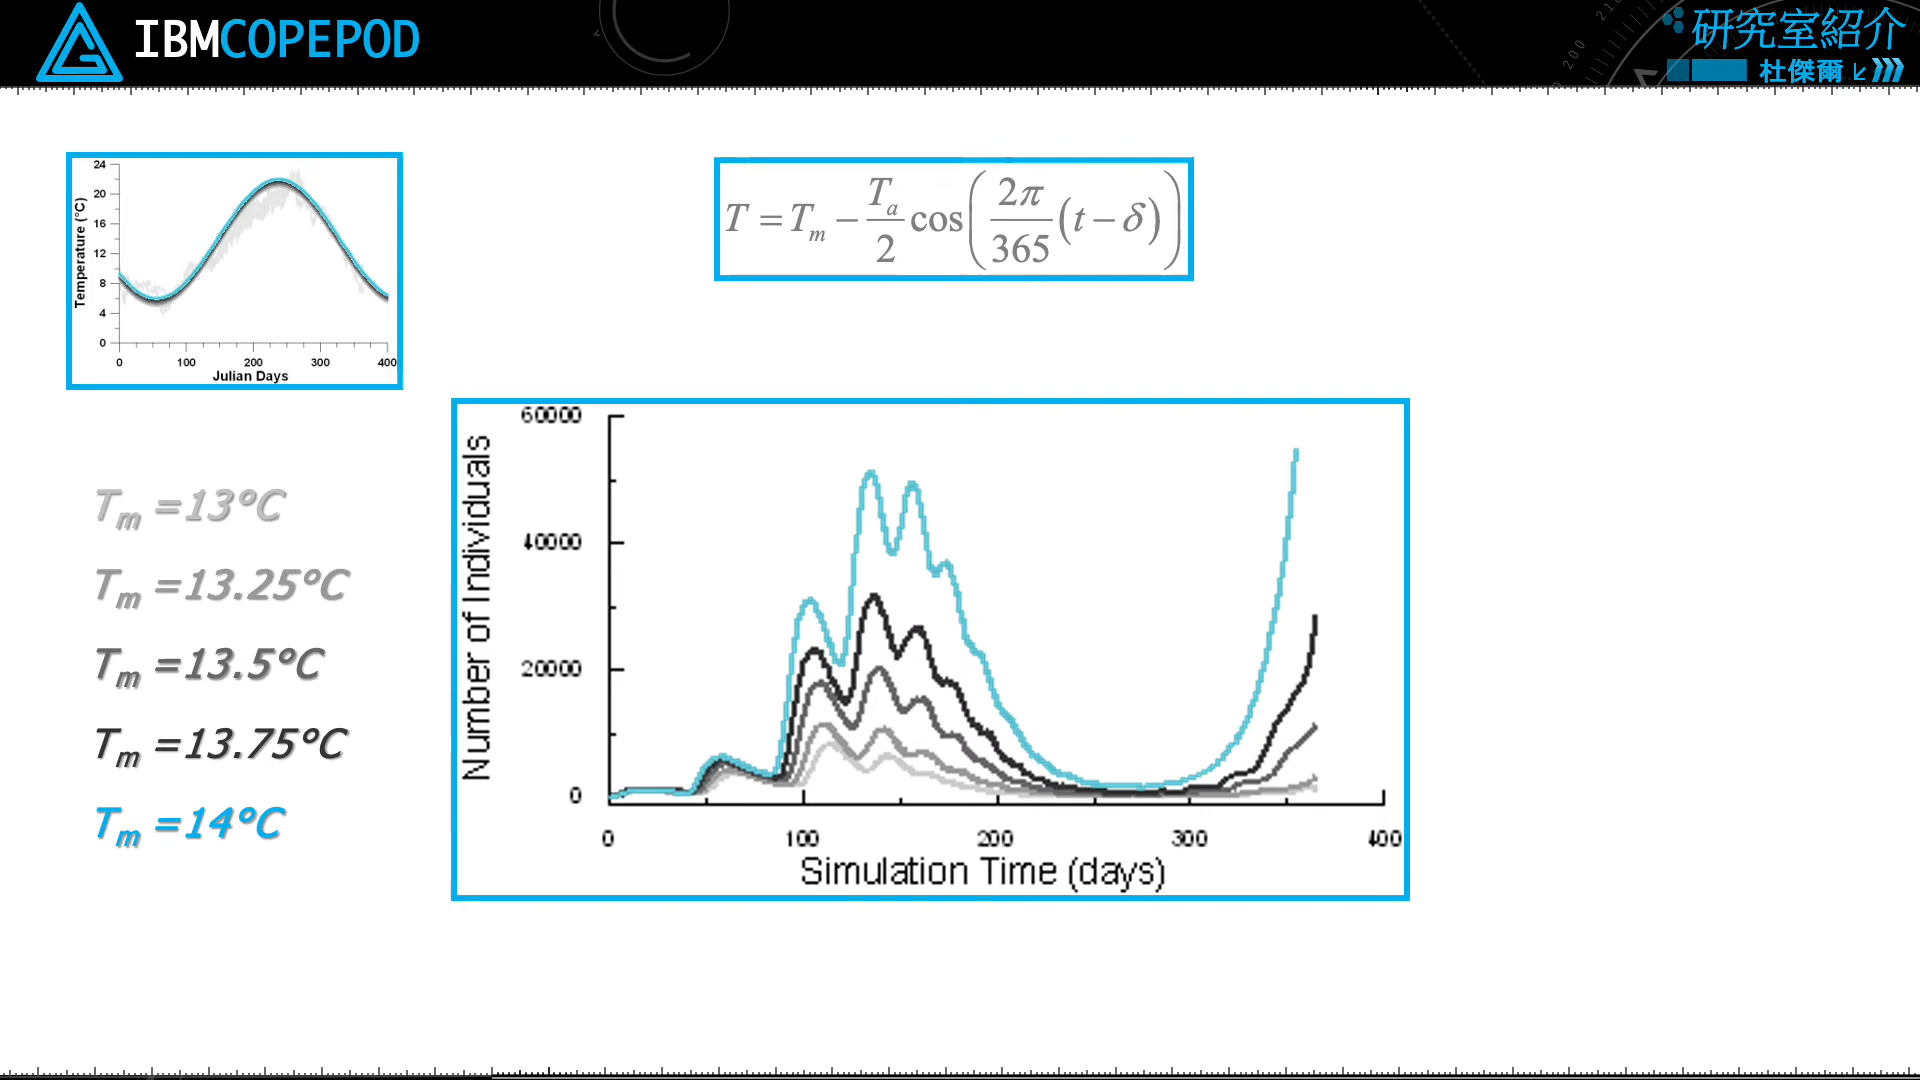 IBMCOPEPOD
研究室紹介
杜傑爾
210
200
24
20
16
12
8
4
0
Temperature (°C)
0 100 200 300 400
Julian Days
T = Tₘ − Tₐ/2 cos(2π/365 (t − δ))
Tₘ =13°C
Tₘ =13.25°C
Tₘ =13.5°C
Tₘ =13.75°C
Tₘ =14°C
60000
40000
20000
0
Number of Individuals
0 100 200 300 400
Simulation Time (days)